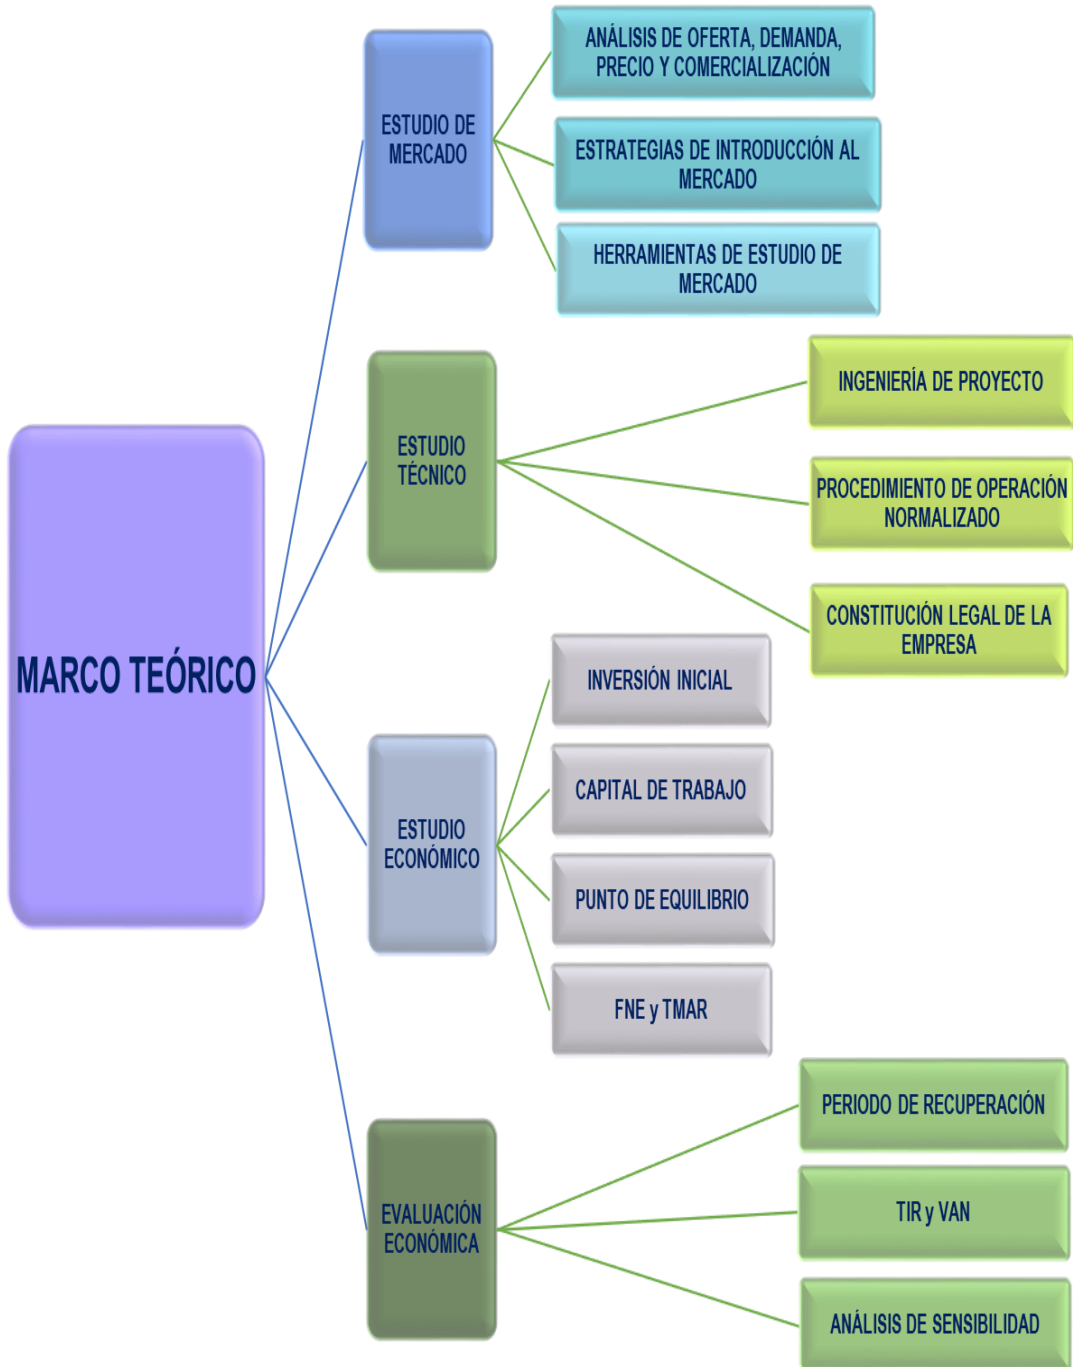 MARCO TEÓRICO
ESTUDIO DE
MERCADO
ANÁLISIS DE OFERTA, DEMANDA,
PRECIO Y COMERCIALIZACIÓN
ESTRATEGIAS DE INTRODUCCIÓN AL
MERCADO
HERRAMIENTAS DE ESTUDIO DE
MERCADO
ESTUDIO
TÉCNICO
INGENIERÍA DE PROYECTO
PROCEDIMIENTO DE OPERACIÓN
NORMALIZADO
CONSTITUCIÓN LEGAL DE LA
EMPRESA
ESTUDIO
ECONÓMICO
INVERSIÓN INICIAL
CAPITAL DE TRABAJO
PUNTO DE EQUILIBRIO
FNE y TMAR
EVALUACIÓN
ECONÓMICA
PERIODO DE RECUPERACIÓN
TIR y VAN
ANÁLISIS DE SENSIBILIDAD